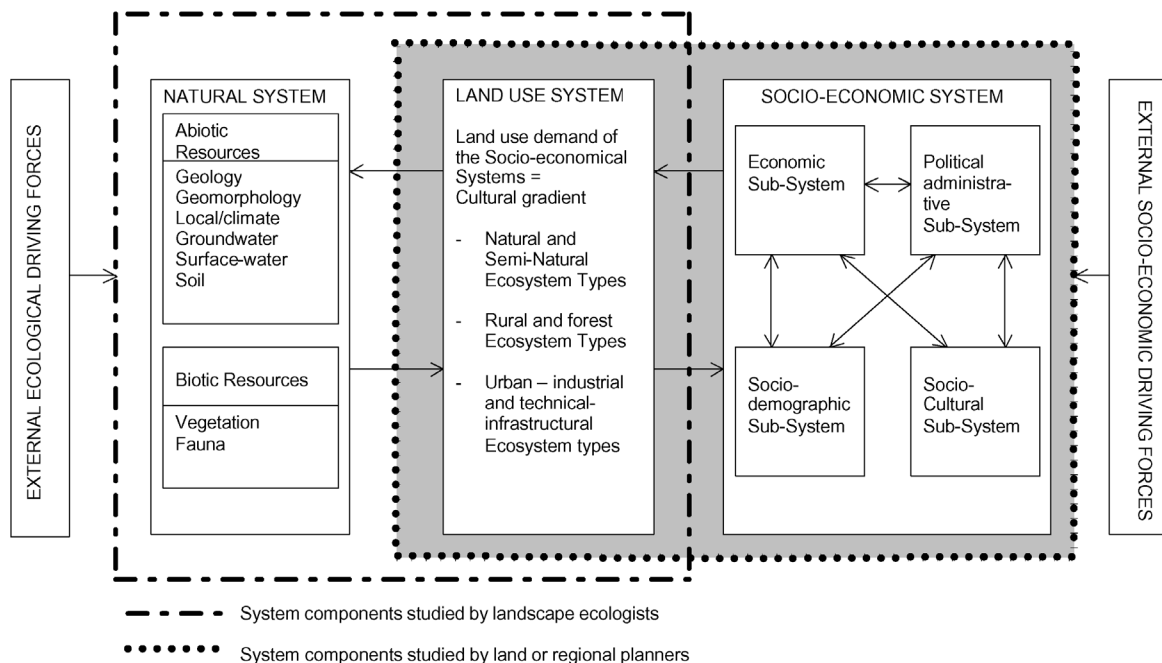 EXTERNAL ECOLOGICAL DRIVING FORCES
NATURAL SYSTEM
Abiotic
Resources
Geology
Geomorphology
Local/climate
Groundwater
Surface-water
Soil
Biotic Resources
Vegetation
Fauna
LAND USE SYSTEM
Land use demand of
the Socio-economical
Systems =
Cultural gradient
- Natural and
Semi-Natural
Ecosystem Types
- Rural and forest
Ecosystem Types
- Urban – industrial
and technical-
infrastructural
Ecosystem types
SOCIO-ECONOMIC SYSTEM
Economic
Sub-System
Political
administra-
tive
Sub-System
Socio-
demographic
Sub-System
Socio-
Cultural
Sub-System
EXTERNAL SOCIO-ECONOMIC DRIVING FORCES
System components studied by landscape ecologists
System components studied by land or regional planners